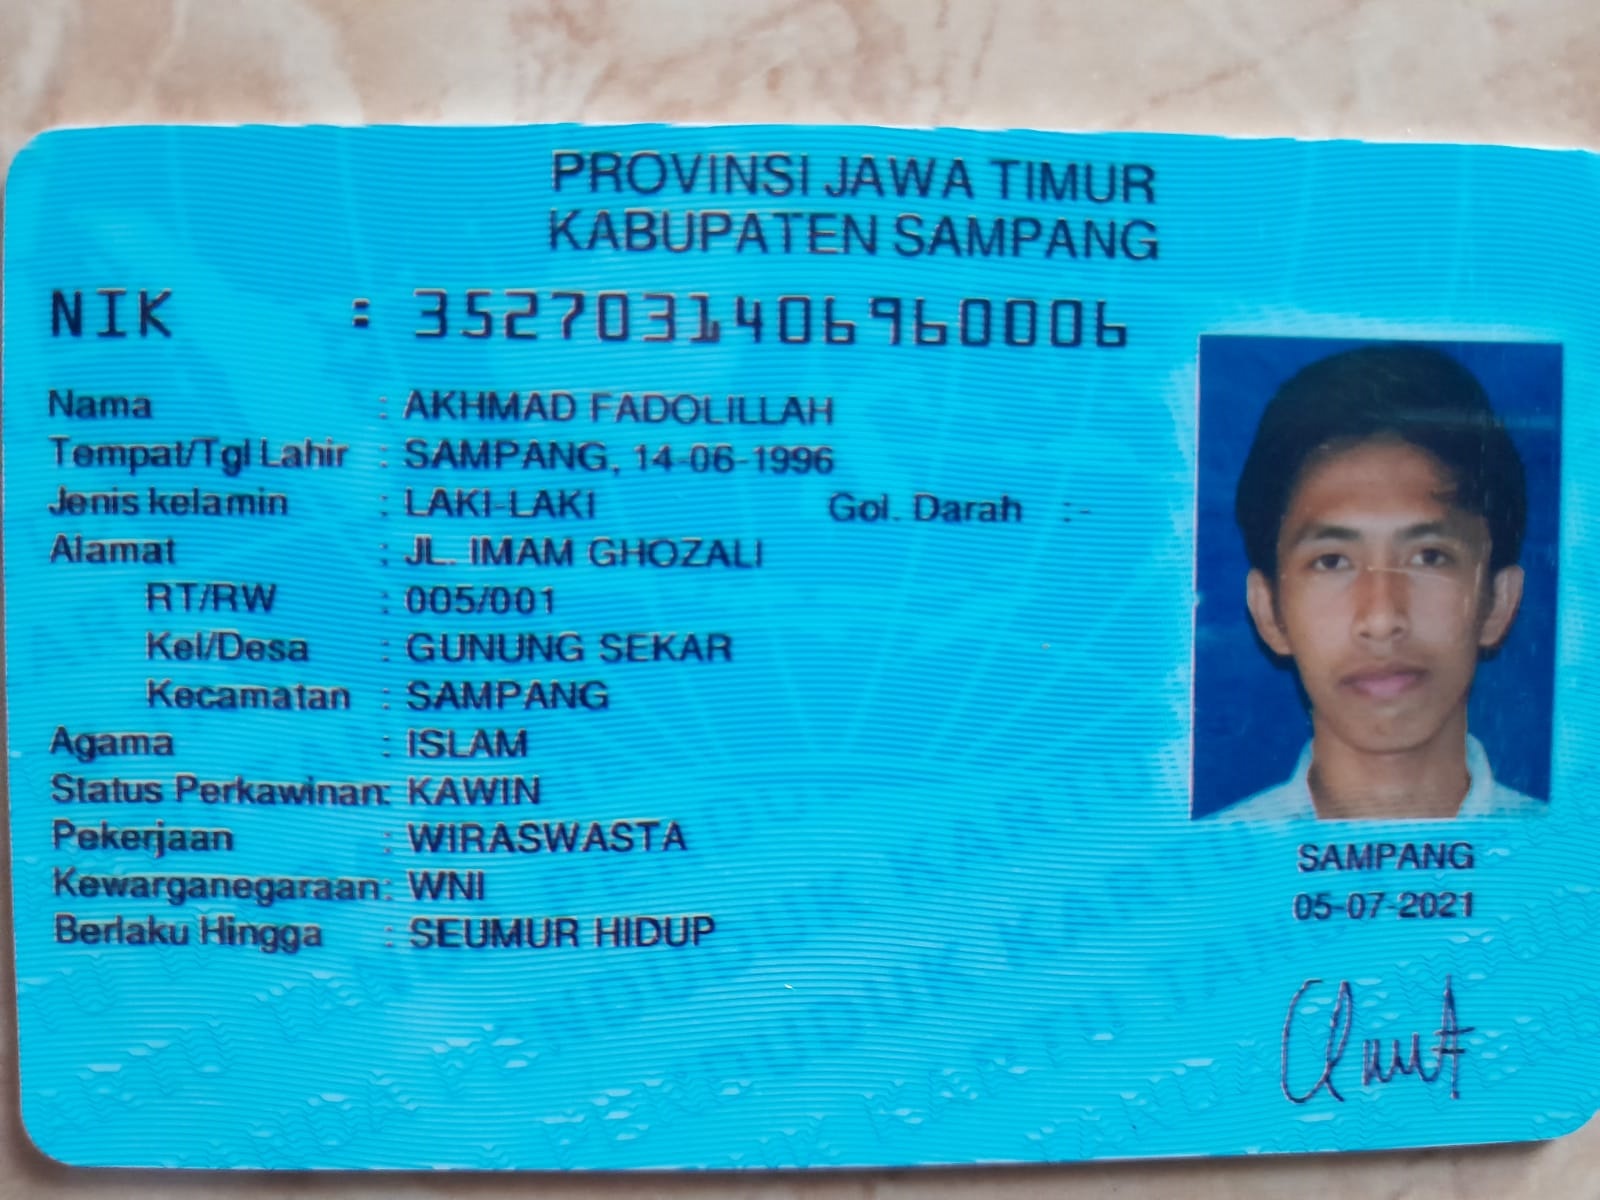 PROVINSI JAWA TIMUR
KABUPATEN SAMPANG
NIK : 3527031406960006
Nama : AKHMAD FADOLILLAH
Tempat/Tgl Lahir : SAMPANG, 14-06-1996
Jenis kelamin : LAKI-LAKI Gol. Darah :-
Alamat : JL. IMAM GHOZALI
RT/RW : 005/001
Kel/Desa : GUNUNG SEKAR
Kecamatan : SAMPANG
Agama : ISLAM
Status Perkawinan: KAWIN
Pekerjaan : WIRASWASTA
Kewarganegaraan: WNI
Berlaku Hingga : SEUMUR HIDUP
SAMPANG
05-07-2021